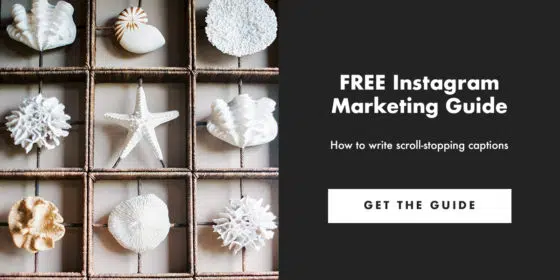 FREE Instagram
Marketing Guide
How to write scroll-stopping captions
GET THE GUIDE